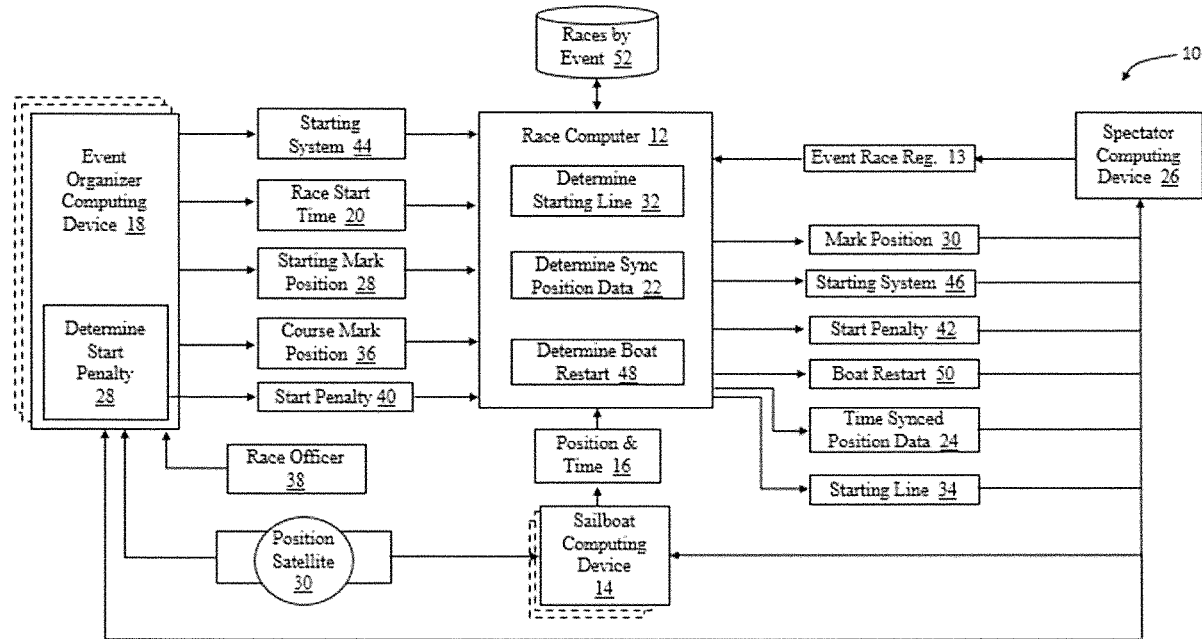 Races by
Event 52
10
Event
Organizer
Computing
Device 18
Determine
Start
Penalty
28
Starting
System 44
Race Start
Time 20
Starting Mark
Position 28
Course Mark
Position 36
Start Penalty 40
Race Officer
38
Position
Satellite
30
Race Computer 12
Determine
Starting Line 32
Determine Sync
Position Data 22
Determine Boat
Restart 48
Position &
Time 16
Sailboat
Computing
Device
14
Event Race Reg. 13
Mark Position 30
Starting System 46
Start Penalty 42
Boat Restart 50
Time Synced
Position Data 24
Starting Line 34
Spectator
Computing
Device 26